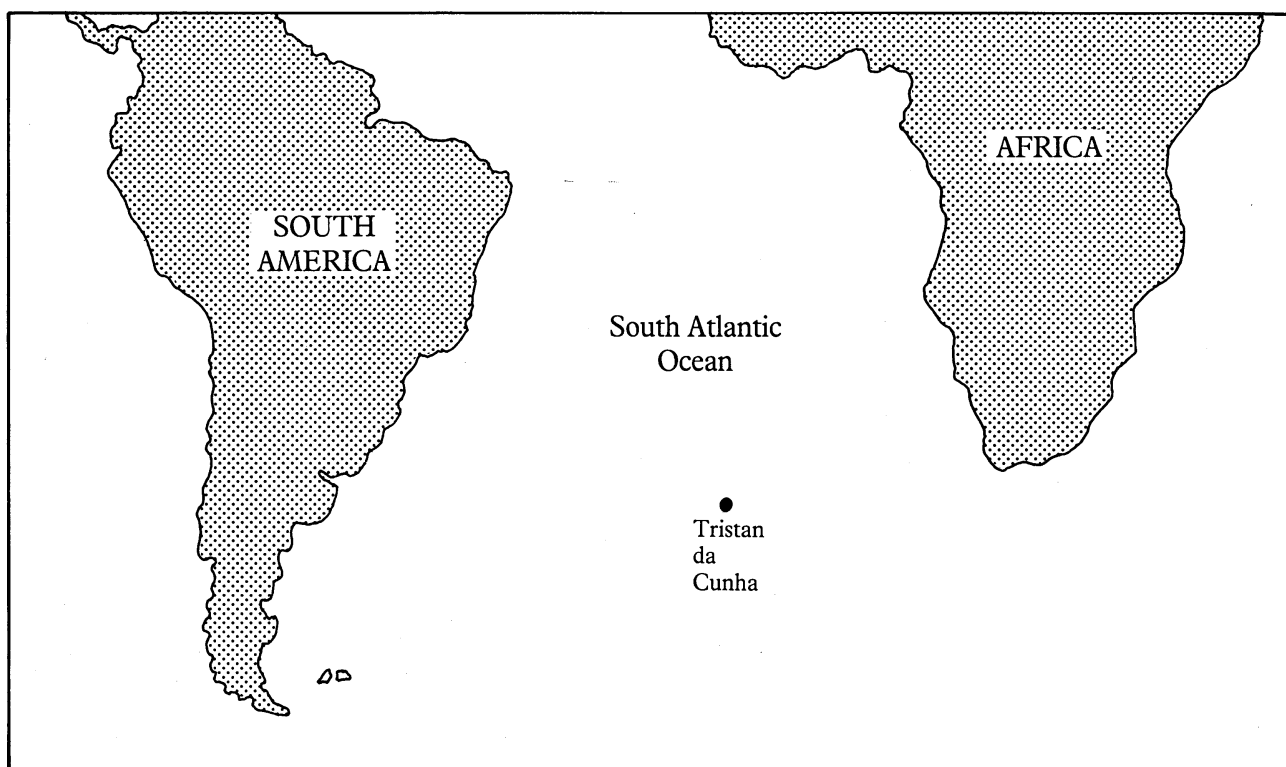 AFRICA
SOUTH
AMERICA
South Atlantic
Ocean
Tristan
da
Cunha